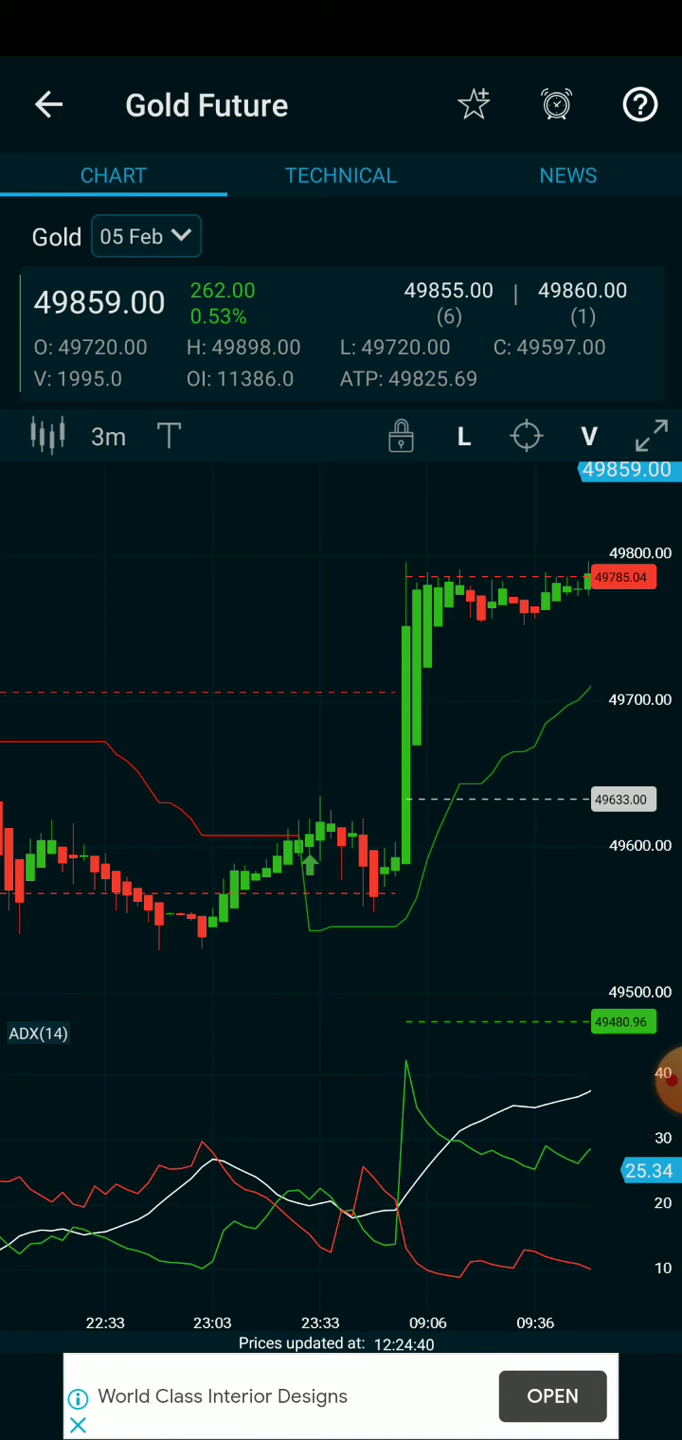 Gold Future
CHART TECHNICAL NEWS
Gold 05 Feb
49859.00 262.00 0.53% 49855.00 (6) | 49860.00 (1)
O: 49720.00 H: 49898.00 L: 49720.00 C: 49597.00
V: 1995.0 OI: 11386.0 ATP: 49825.69
3m T L V
49859.00
49800.00
49785.04
49700.00
49633.00
49600.00
49500.00
49480.96
ADX(14)
40
30
25.34
20
10
22:33 23:03 23:33 09:06 09:36
Prices updated at: 12:24:40
World Class Interior Designs OPEN